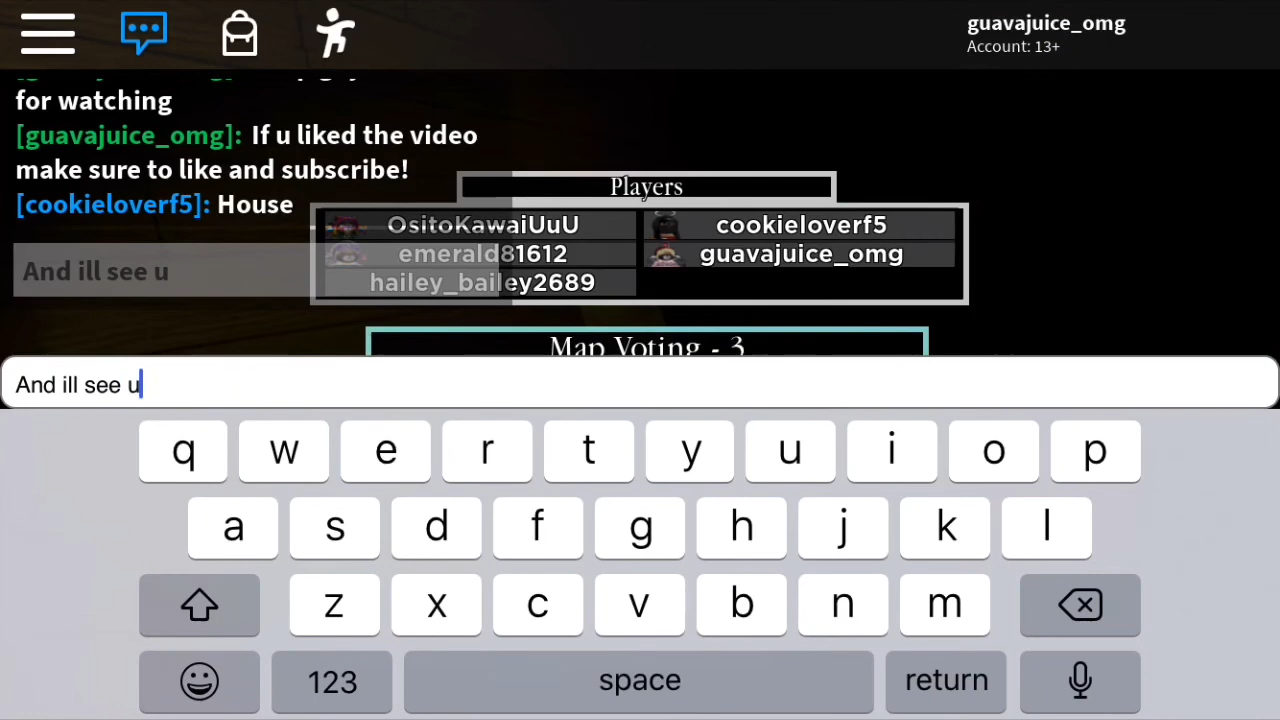 guavajuice_omg
Account: 13+
for watching
[guavajuice_omg]: If u liked the video
make sure to like and subscribe!
[cookieloverf5]: House
Players
OsitoKawaiUuU cookieloverf5
emerald81612 guavajuice_omg
hailey_bailey2689
And ill see u
Map Voting - 3
And ill see u
q w e r t y u i o p
a s d f g h j k l
z x c v b n m
123 space return